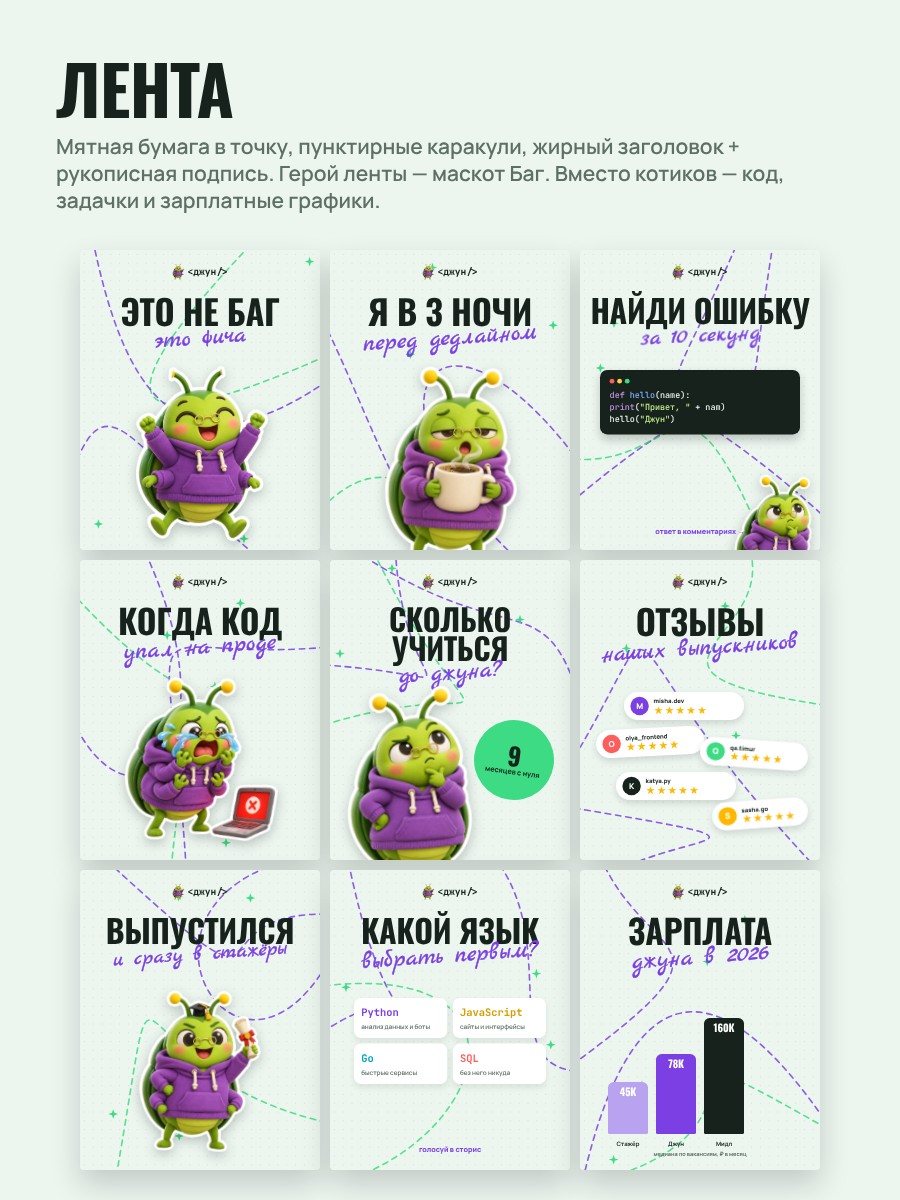 ЛЕНТА
Мятная бумага в точку, пунктирные каракули, жирный заголовок +
рукописная подпись. Герой ленты — маскот Баг. Вместо котиков — код,
задачки и зарплатные графики.
<джун/>
ЭТО НЕ БАГ
это фича
<джун/>
Я В 3 НОЧИ
перед дедлайном
<джун/>
НАЙДИ ОШИБКУ
за 10 секунд
def hello(name):
print("Привет, " + nam)
hello("Джун")
ответ в комментариях
<джун/>
КОГДА КОД
упал на проде
<джун/>
СКОЛЬКО
УЧИТЬСЯ
до джуна?
9
месяцев с нуля
<джун/>
ОТЗЫВЫ
наших выпускников
M
misha.dev
★★★★★
O
olya_frontend
★★★★★
Q
qa.timur
★★★★★
K
katya.py
★★★★★
S
sasha.go
★★★★★
<джун/>
ВЫПУСТИЛСЯ
и сразу в стажёры
<джун/>
КАКОЙ ЯЗЫК
выбрать первым?
Python
анализ данных и боты
JavaScript
сайты и интерфейсы
Go
быстрые сервисы
SQL
без него никуда
голосуй в сторис
<джун/>
ЗАРПЛАТА
джуна в 2026
45K
78K
160K
Стажёр
Джун
Мидл
медиана по вакансиям, ₽ в месяц